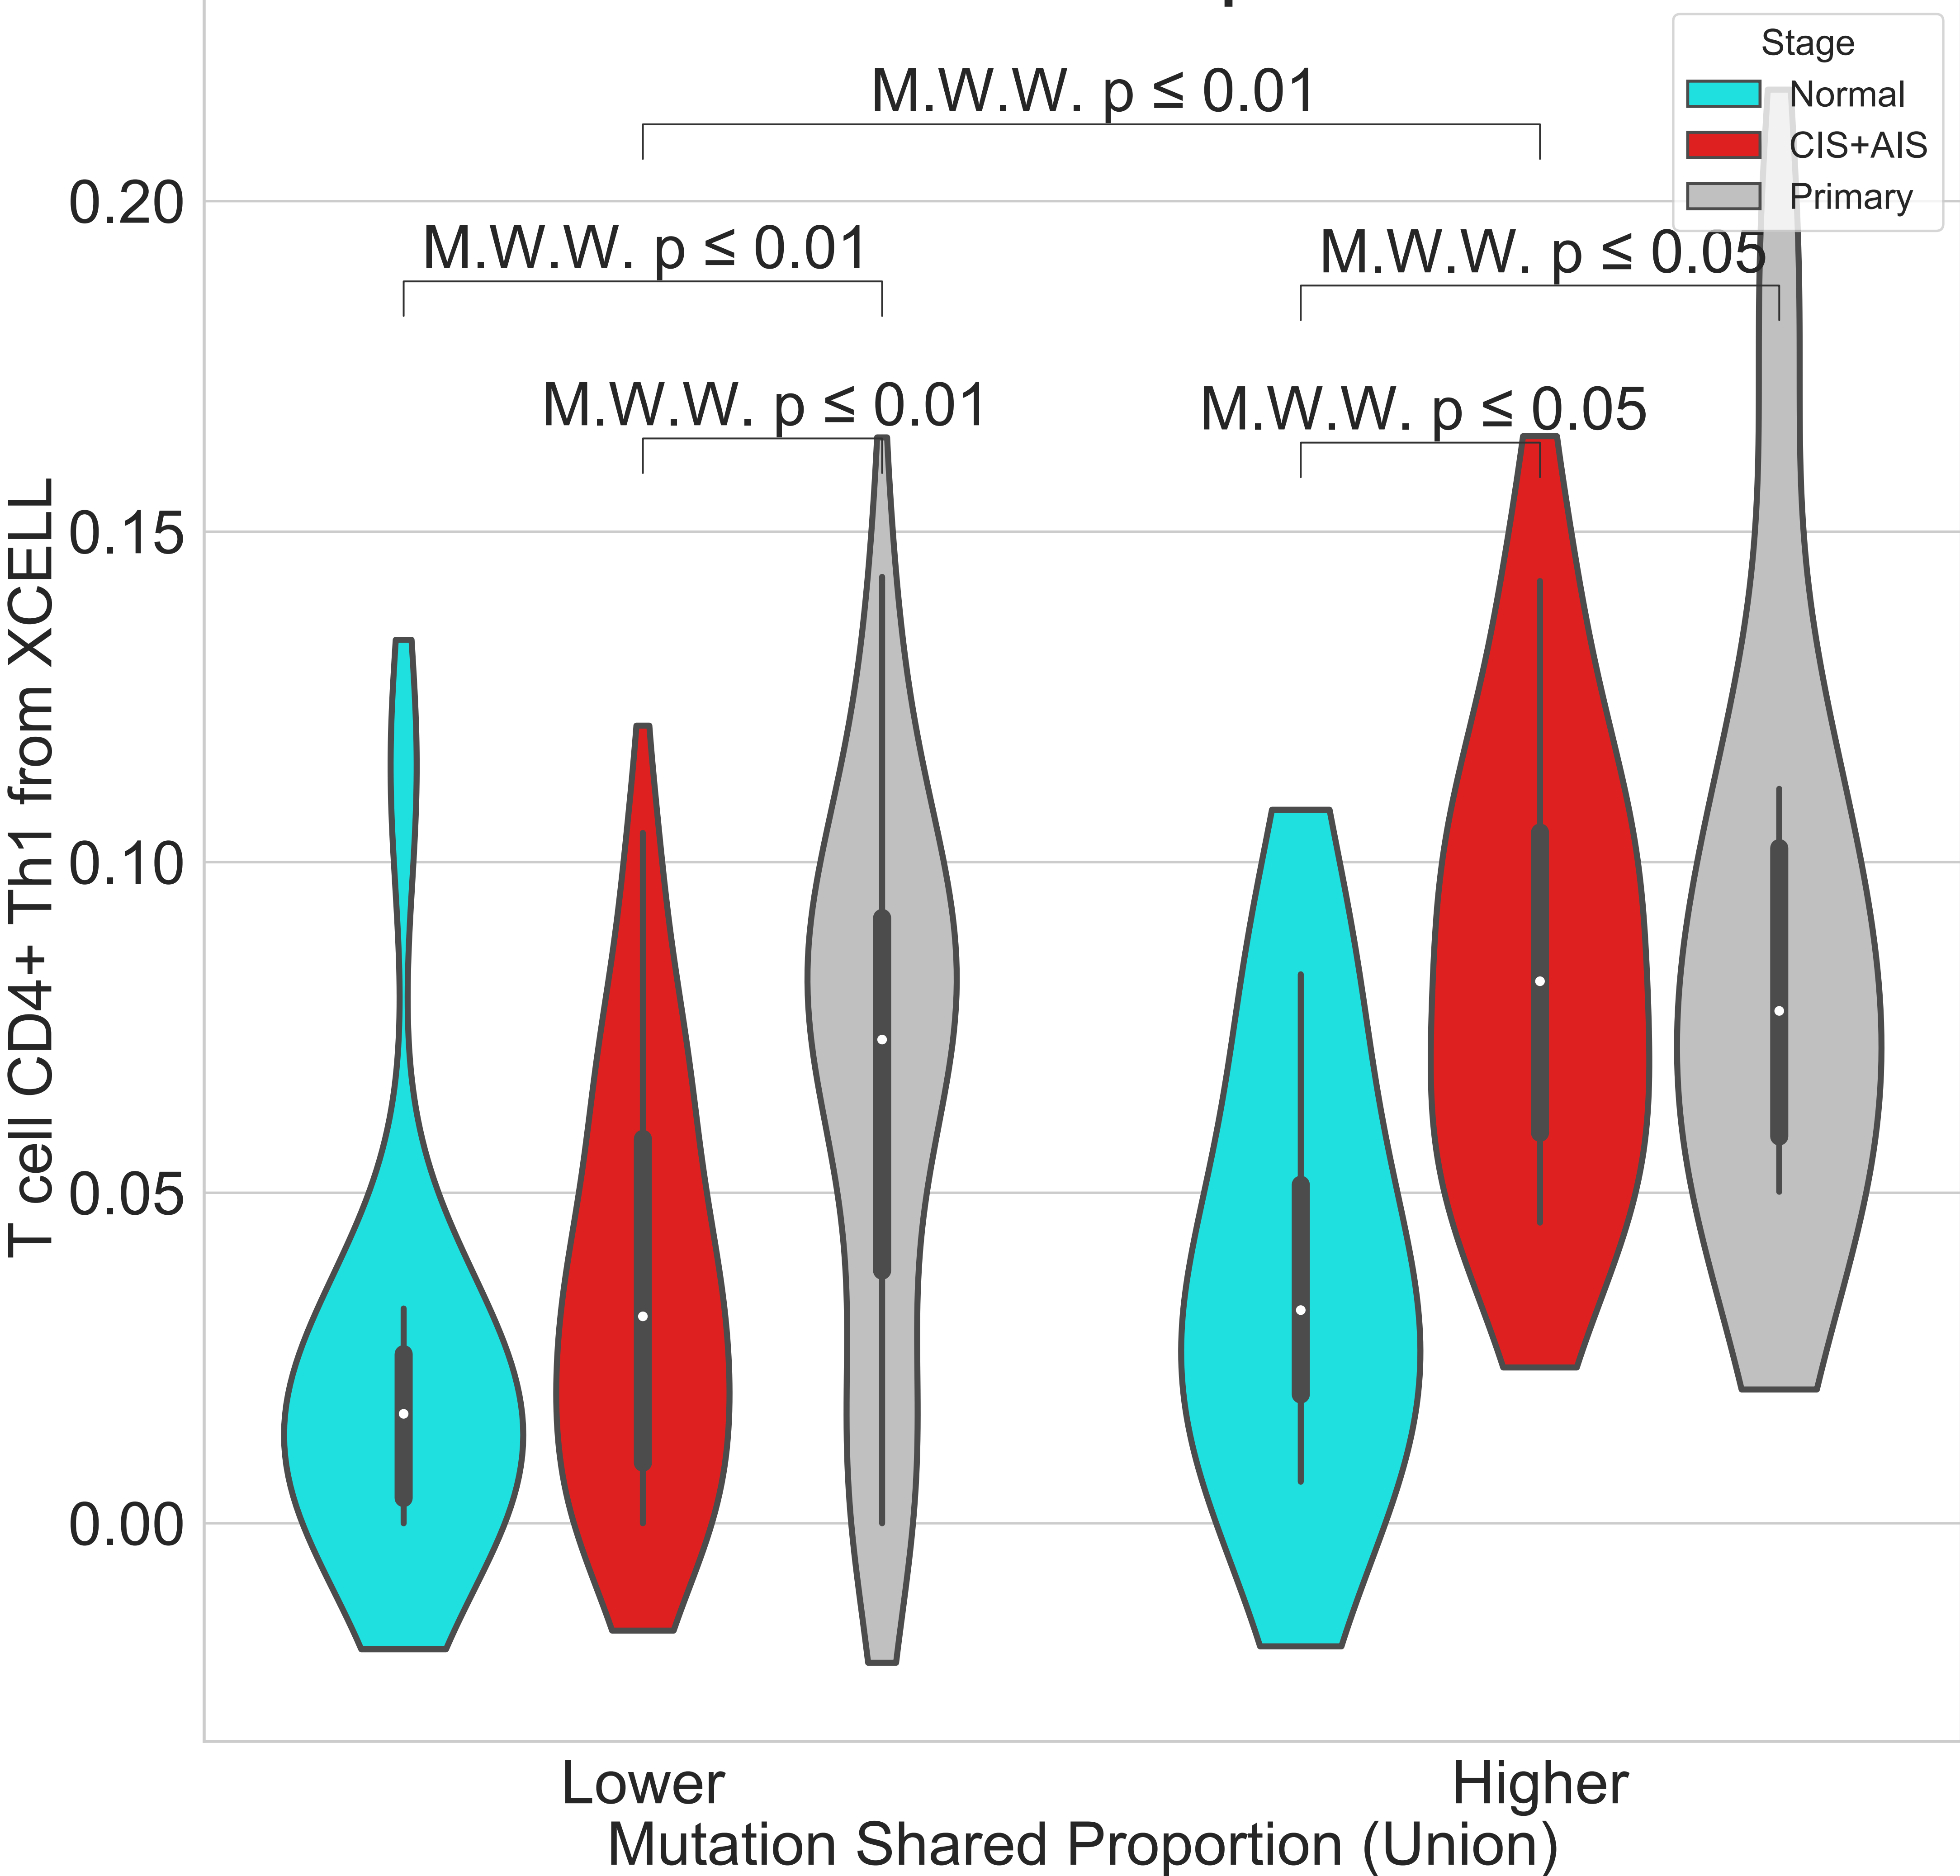 Stage
Normal
CIS+AIS
Primary
M.W.W. p ≤ 0.01
M.W.W. p ≤ 0.01
M.W.W. p ≤ 0.05
M.W.W. p ≤ 0.01
M.W.W. p ≤ 0.05
T cell CD4+ Th1 from XCELL
0.20
0.15
0.10
0.05
0.00
Lower
Higher
Mutation Shared Proportion (Union)